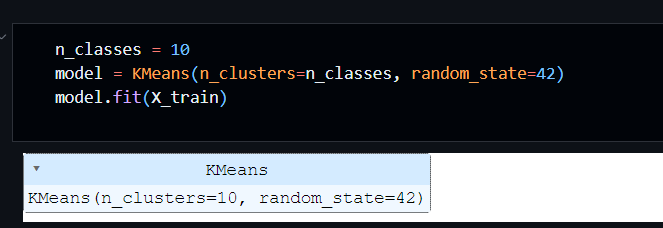 n_classes = 10
model = KMeans(n_clusters=n_classes, random_state=42)
model.fit(X_train)
KMeans
KMeans(n_clusters=10, random_state=42)